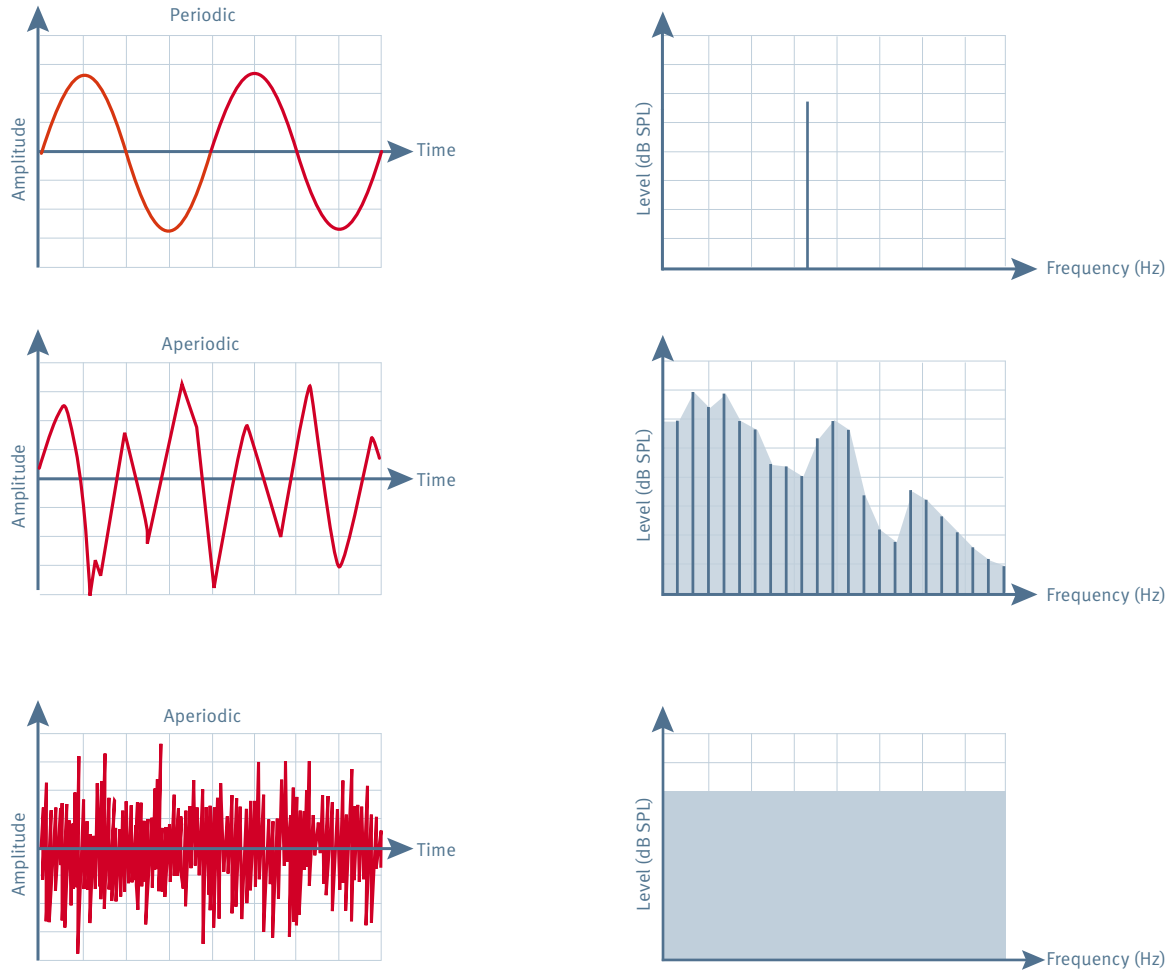 Periodic
Amplitude
Time
Level (dB SPL)
Frequency (Hz)
Aperiodic
Amplitude
Time
Level (dB SPL)
Frequency (Hz)
Aperiodic
Amplitude
Time
Level (dB SPL)
Frequency (Hz)